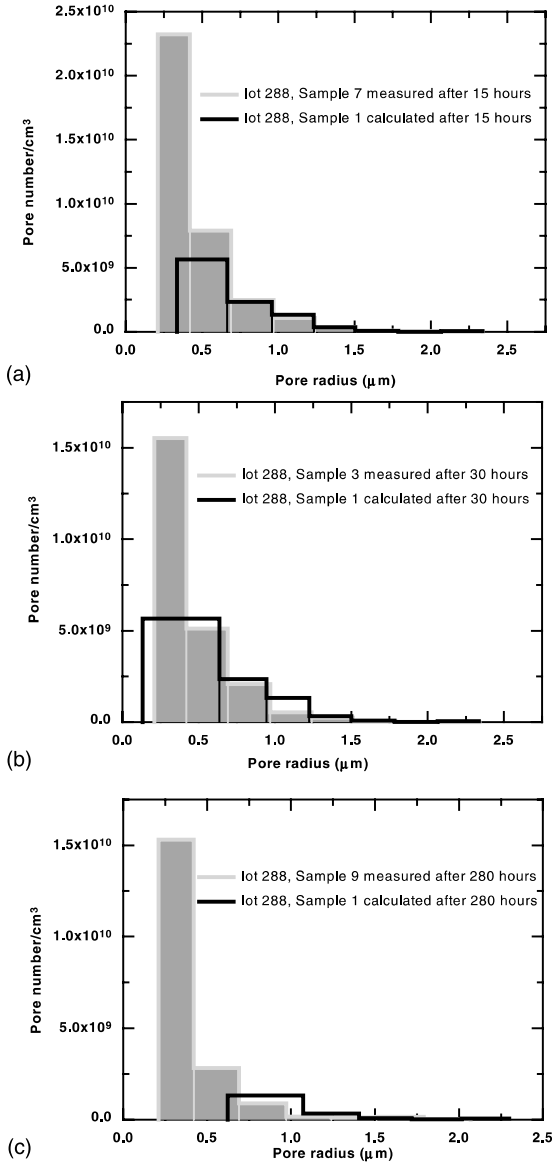 2.5x10¹⁰
2.0x10¹⁰
1.5x10¹⁰
1.0x10¹⁰
5.0x10⁹
0.0
Pore number/cm³
lot 288, Sample 7 measured after 15 hours
lot 288, Sample 1 calculated after 15 hours
0.0 0.5 1.0 1.5 2.0 2.5
Pore radius (μm)
(a)
1.5x10¹⁰
1.0x10¹⁰
5.0x10⁹
0.0
Pore number/cm³
lot 288, Sample 3 measured after 30 hours
lot 288, Sample 1 calculated after 30 hours
0.0 0.5 1.0 1.5 2.0 2.5
Pore radius (μm)
(b)
1.5x10¹⁰
1.0x10¹⁰
5.0x10⁹
0.0
Pore number/cm³
lot 288, Sample 9 measured after 280 hours
lot 288, Sample 1 calculated after 280 hours
0.0 0.5 1.0 1.5 2.0 2.5
Pore radius (μm)
(c)